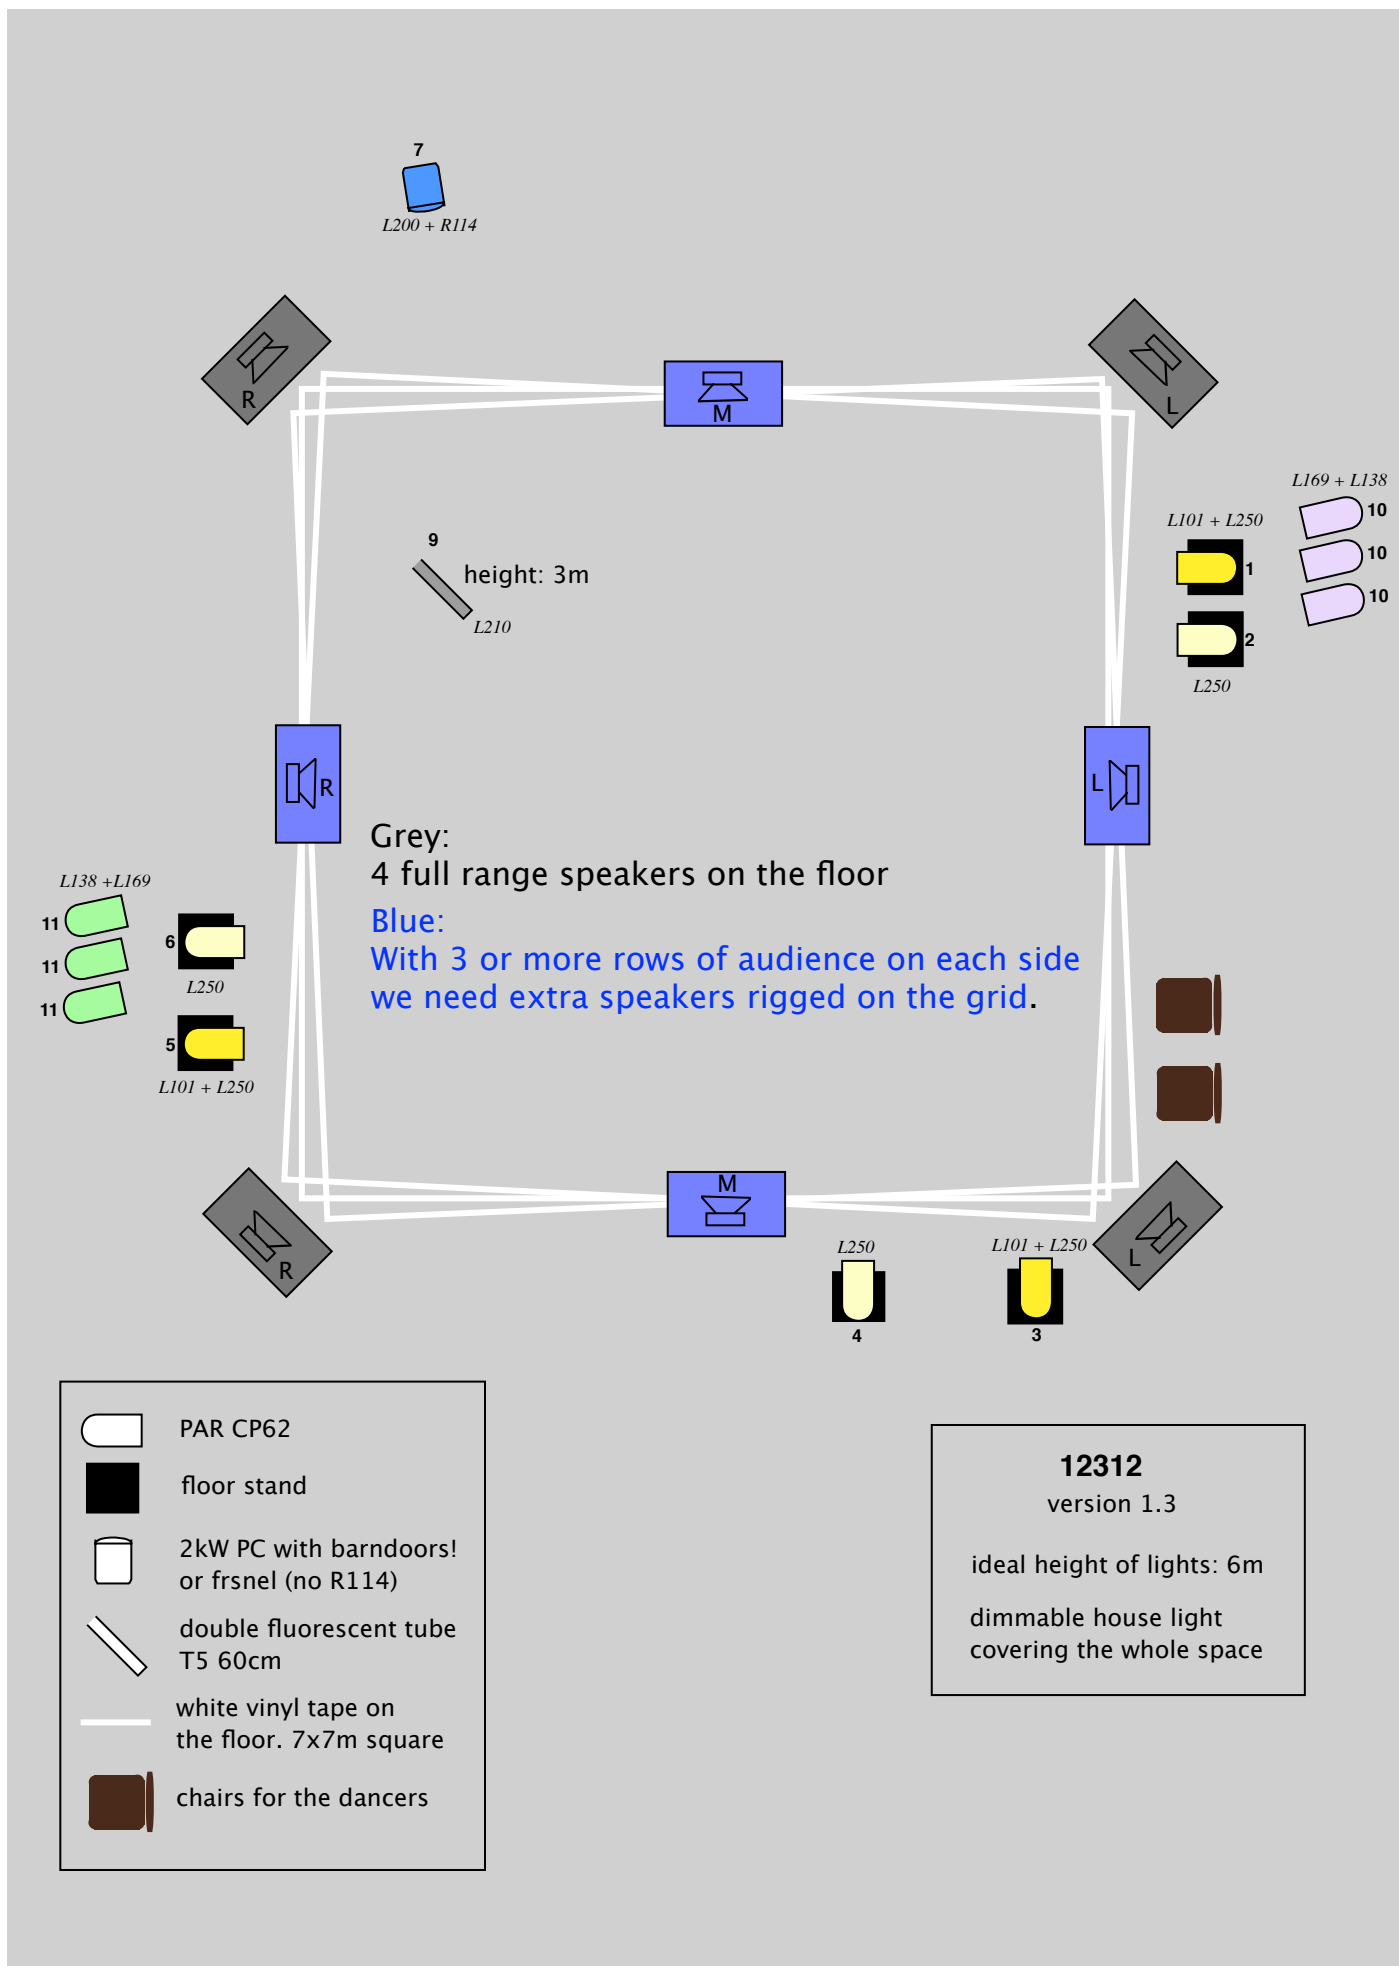 7
L200 + R114
R
M
L
L169 + L138
10
10
10
L101 + L250
1
2
L250
9
height: 3m
L210
R
L
Grey:
4 full range speakers on the floor
Blue:
With 3 or more rows of audience on each side
we need extra speakers rigged on the grid.
L138 +L169
11
11
11
6
L250
5
L101 + L250
R
M
L
L250
4
L101 + L250
3
PAR CP62
floor stand
2kW PC with barndoors!
or frsnel (no R114)
double fluorescent tube
T5 60cm
white vinyl tape on
the floor. 7x7m square
chairs for the dancers
12312
version 1.3
ideal height of lights: 6m
dimmable house light
covering the whole space